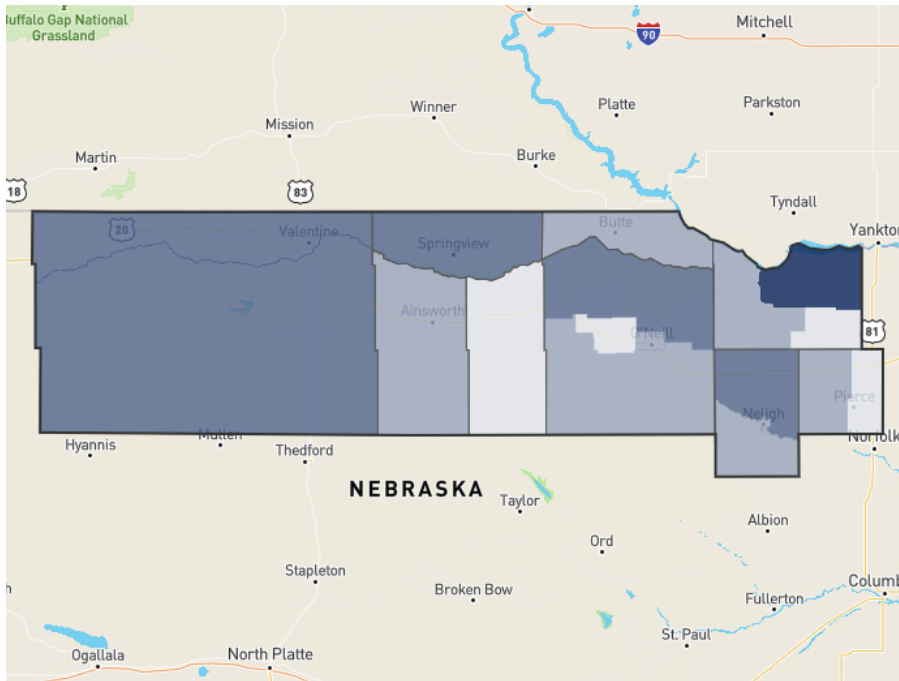 Buffalo Gap National
Grassland
90
Mitchell
Platte
Parkston
Winner
Mission
Burke
Martin
18
83
Tyndall
Butte
20
Valentine
Springview
Yankton
Ainsworth
O'Neill
81
Neligh
Pierce
Hyannis
Mullen
Thedford
Norfolk
NEBRASKA
Taylor
Albion
Ord
Stapleton
Broken Bow
Fullerton
Columb
St. Paul
Ogallala
North Platte